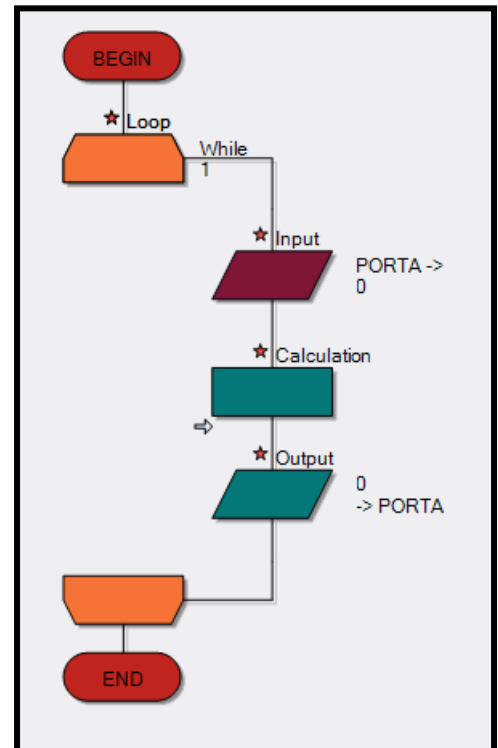 BEGIN
Loop
While
1
Input
PORTA ->
0
Calculation
Output
0
-> PORTA
END